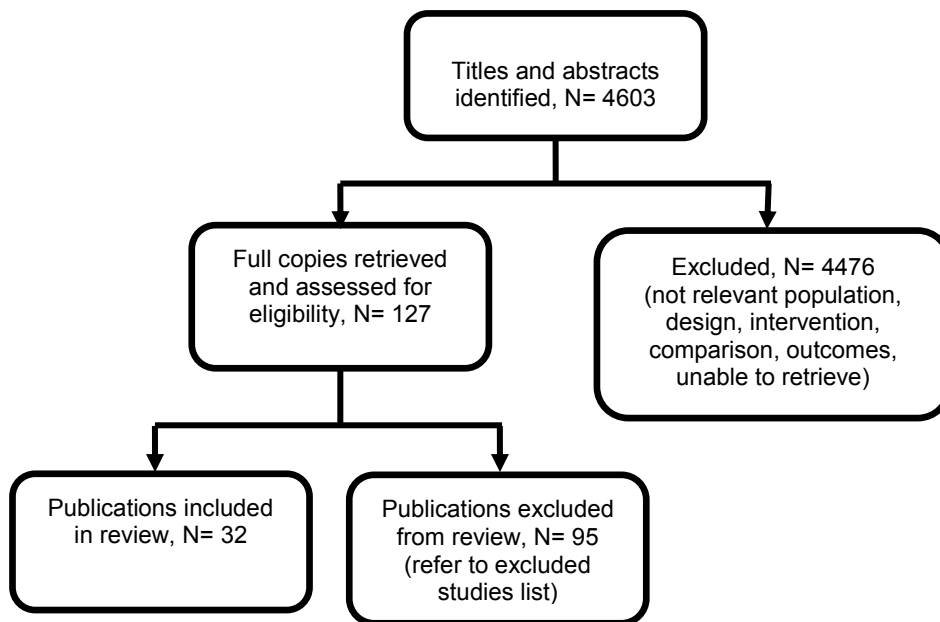 Titles and abstracts
identified, N= 4603
Full copies retrieved
and assessed for
eligibility, N= 127
Excluded, N= 4476
(not relevant population,
design, intervention,
comparison, outcomes,
unable to retrieve)
Publications included
in review, N= 32
Publications excluded
from review, N= 95
(refer to excluded
studies list)